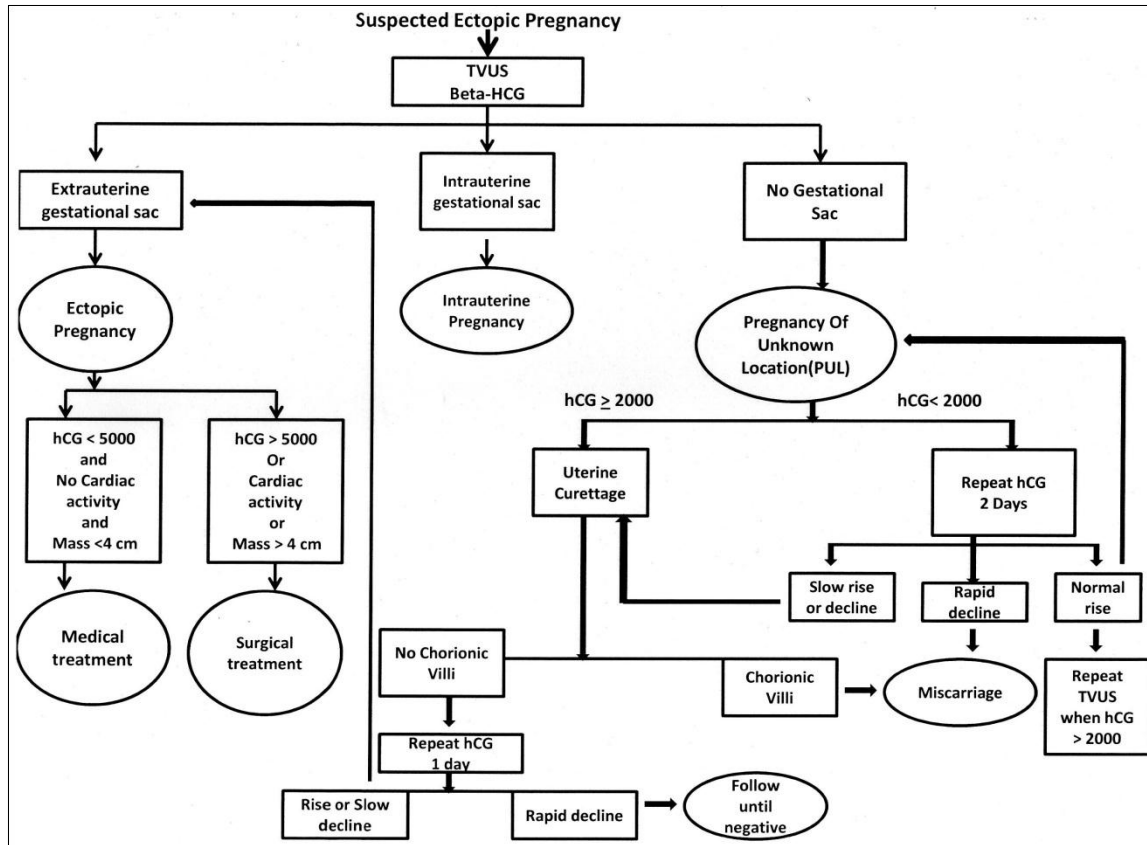 Suspected Ectopic Pregnancy
TVUS
Beta-HCG
Extrauterine
gestational sac
Intrauterine
gestational sac
No Gestational
Sac
Ectopic
Pregnancy
Intrauterine
Pregnancy
Pregnancy Of
Unknown
Location(PUL)
hCG ≥ 2000
hCG< 2000
hCG < 5000
and
No Cardiac
activity
and
Mass <4 cm
hCG > 5000
Or
Cardiac
activity
or
Mass > 4 cm
Uterine
Curettage
Repeat hCG
2 Days
Slow rise
or decline
Rapid
decline
Normal
rise
Medical
treatment
Surgical
treatment
No Chorionic
Villi
Chorionic
Villi
Miscarriage
Repeat
TVUS
when hCG
> 2000
Repeat hCG
1 day
Rise or Slow
decline
Rapid decline
Follow
until
negative